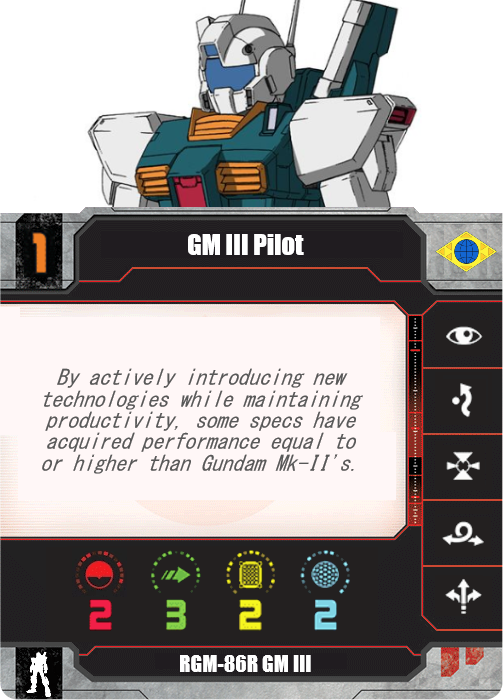 1
GM III Pilot
By actively introducing new
technologies while maintaining
productivity, some specs have
acquired performance equal to
or higher than Gundam Mk-II's.
2 3 2 2
RGM-86R GM III